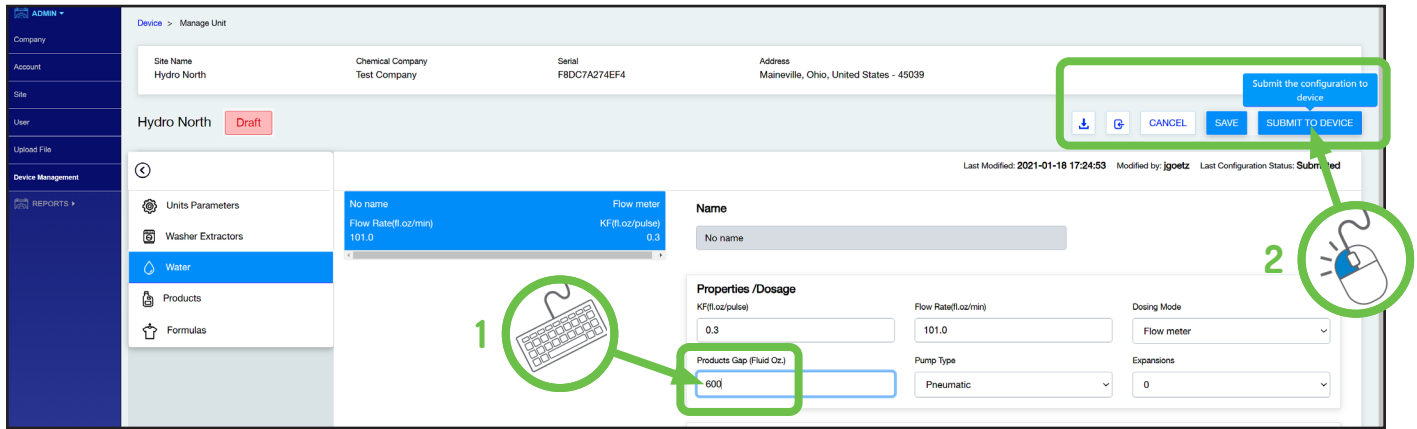 ADMIN
Company
Account
Site
User
Upload File
Device Management
REPORTS
Device > Manage Unit
Site Name
Hydro North
Chemical Company
Test Company
Serial
F8DC7A274EF4
Address
Maineville, Ohio, United States - 45039
Submit the configuration to
device
Hydro North
Draft
CANCEL
SAVE
SUBMIT TO DEVICE
Last Modified: 2021-01-18 17:24:53 Modified by: jgoetz Last Configuration Status: Submitted
Units Parameters
Washer Extractors
Water
Products
Formulas
No name Flow meter
Flow Rate(fl.oz/min) KF(fl.oz/pulse)
101.0 0.3
Name
No name
Properties /Dosage
KF(fl.oz/pulse)
0.3
Flow Rate(fl.oz/min)
101.0
Dosing Mode
Flow meter
Products Gap (Fluid Oz.)
600
Pump Type
Pneumatic
Expansions
0
1
2